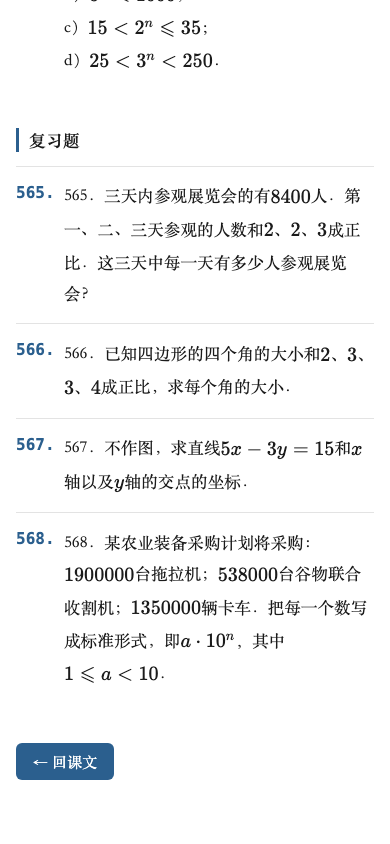 c）15 < 2ⁿ ⩽ 35；
d）25 < 3ⁿ < 250．
复习题
565. 565．三天内参观展览会的有8400人．第
一、二、三天参观的人数和2、2、3成正
比．这三天中每一天有多少人参观展览
会?
566. 566．已知四边形的四个角的大小和2、3、
3、4成正比，求每个角的大小．
567. 567．不作图，求直线5x − 3y = 15和x
轴以及y轴的交点的坐标．
568. 568．某农业装备采购计划将采购：
1900000台拖拉机；538000台谷物联合
收割机；1350000辆卡车．把每一个数写
成标准形式，即a · 10ⁿ，其中
1 ⩽ a < 10．
← 回课文